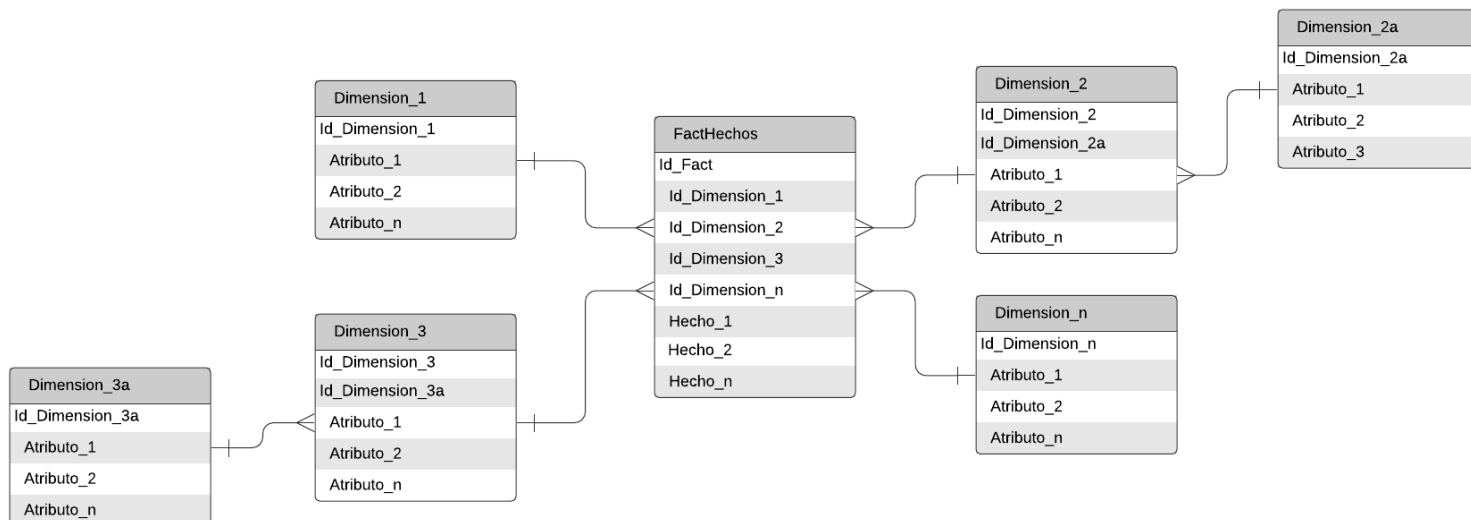 Dimension_2a
Id_Dimension_2a
Atributo_1
Atributo_2
Atributo_3
Dimension_2
Id_Dimension_2
Id_Dimension_2a
Atributo_1
Atributo_2
Atributo_n
Dimension_1
Id_Dimension_1
Atributo_1
Atributo_2
Atributo_n
FactHechos
Id_Fact
Id_Dimension_1
Id_Dimension_2
Id_Dimension_3
Id_Dimension_n
Hecho_1
Hecho_2
Hecho_n
Dimension_n
Id_Dimension_n
Atributo_1
Atributo_2
Atributo_n
Dimension_3
Id_Dimension_3
Id_Dimension_3a
Atributo_1
Atributo_2
Atributo_n
Dimension_3a
Id_Dimension_3a
Atributo_1
Atributo_2
Atributo_n